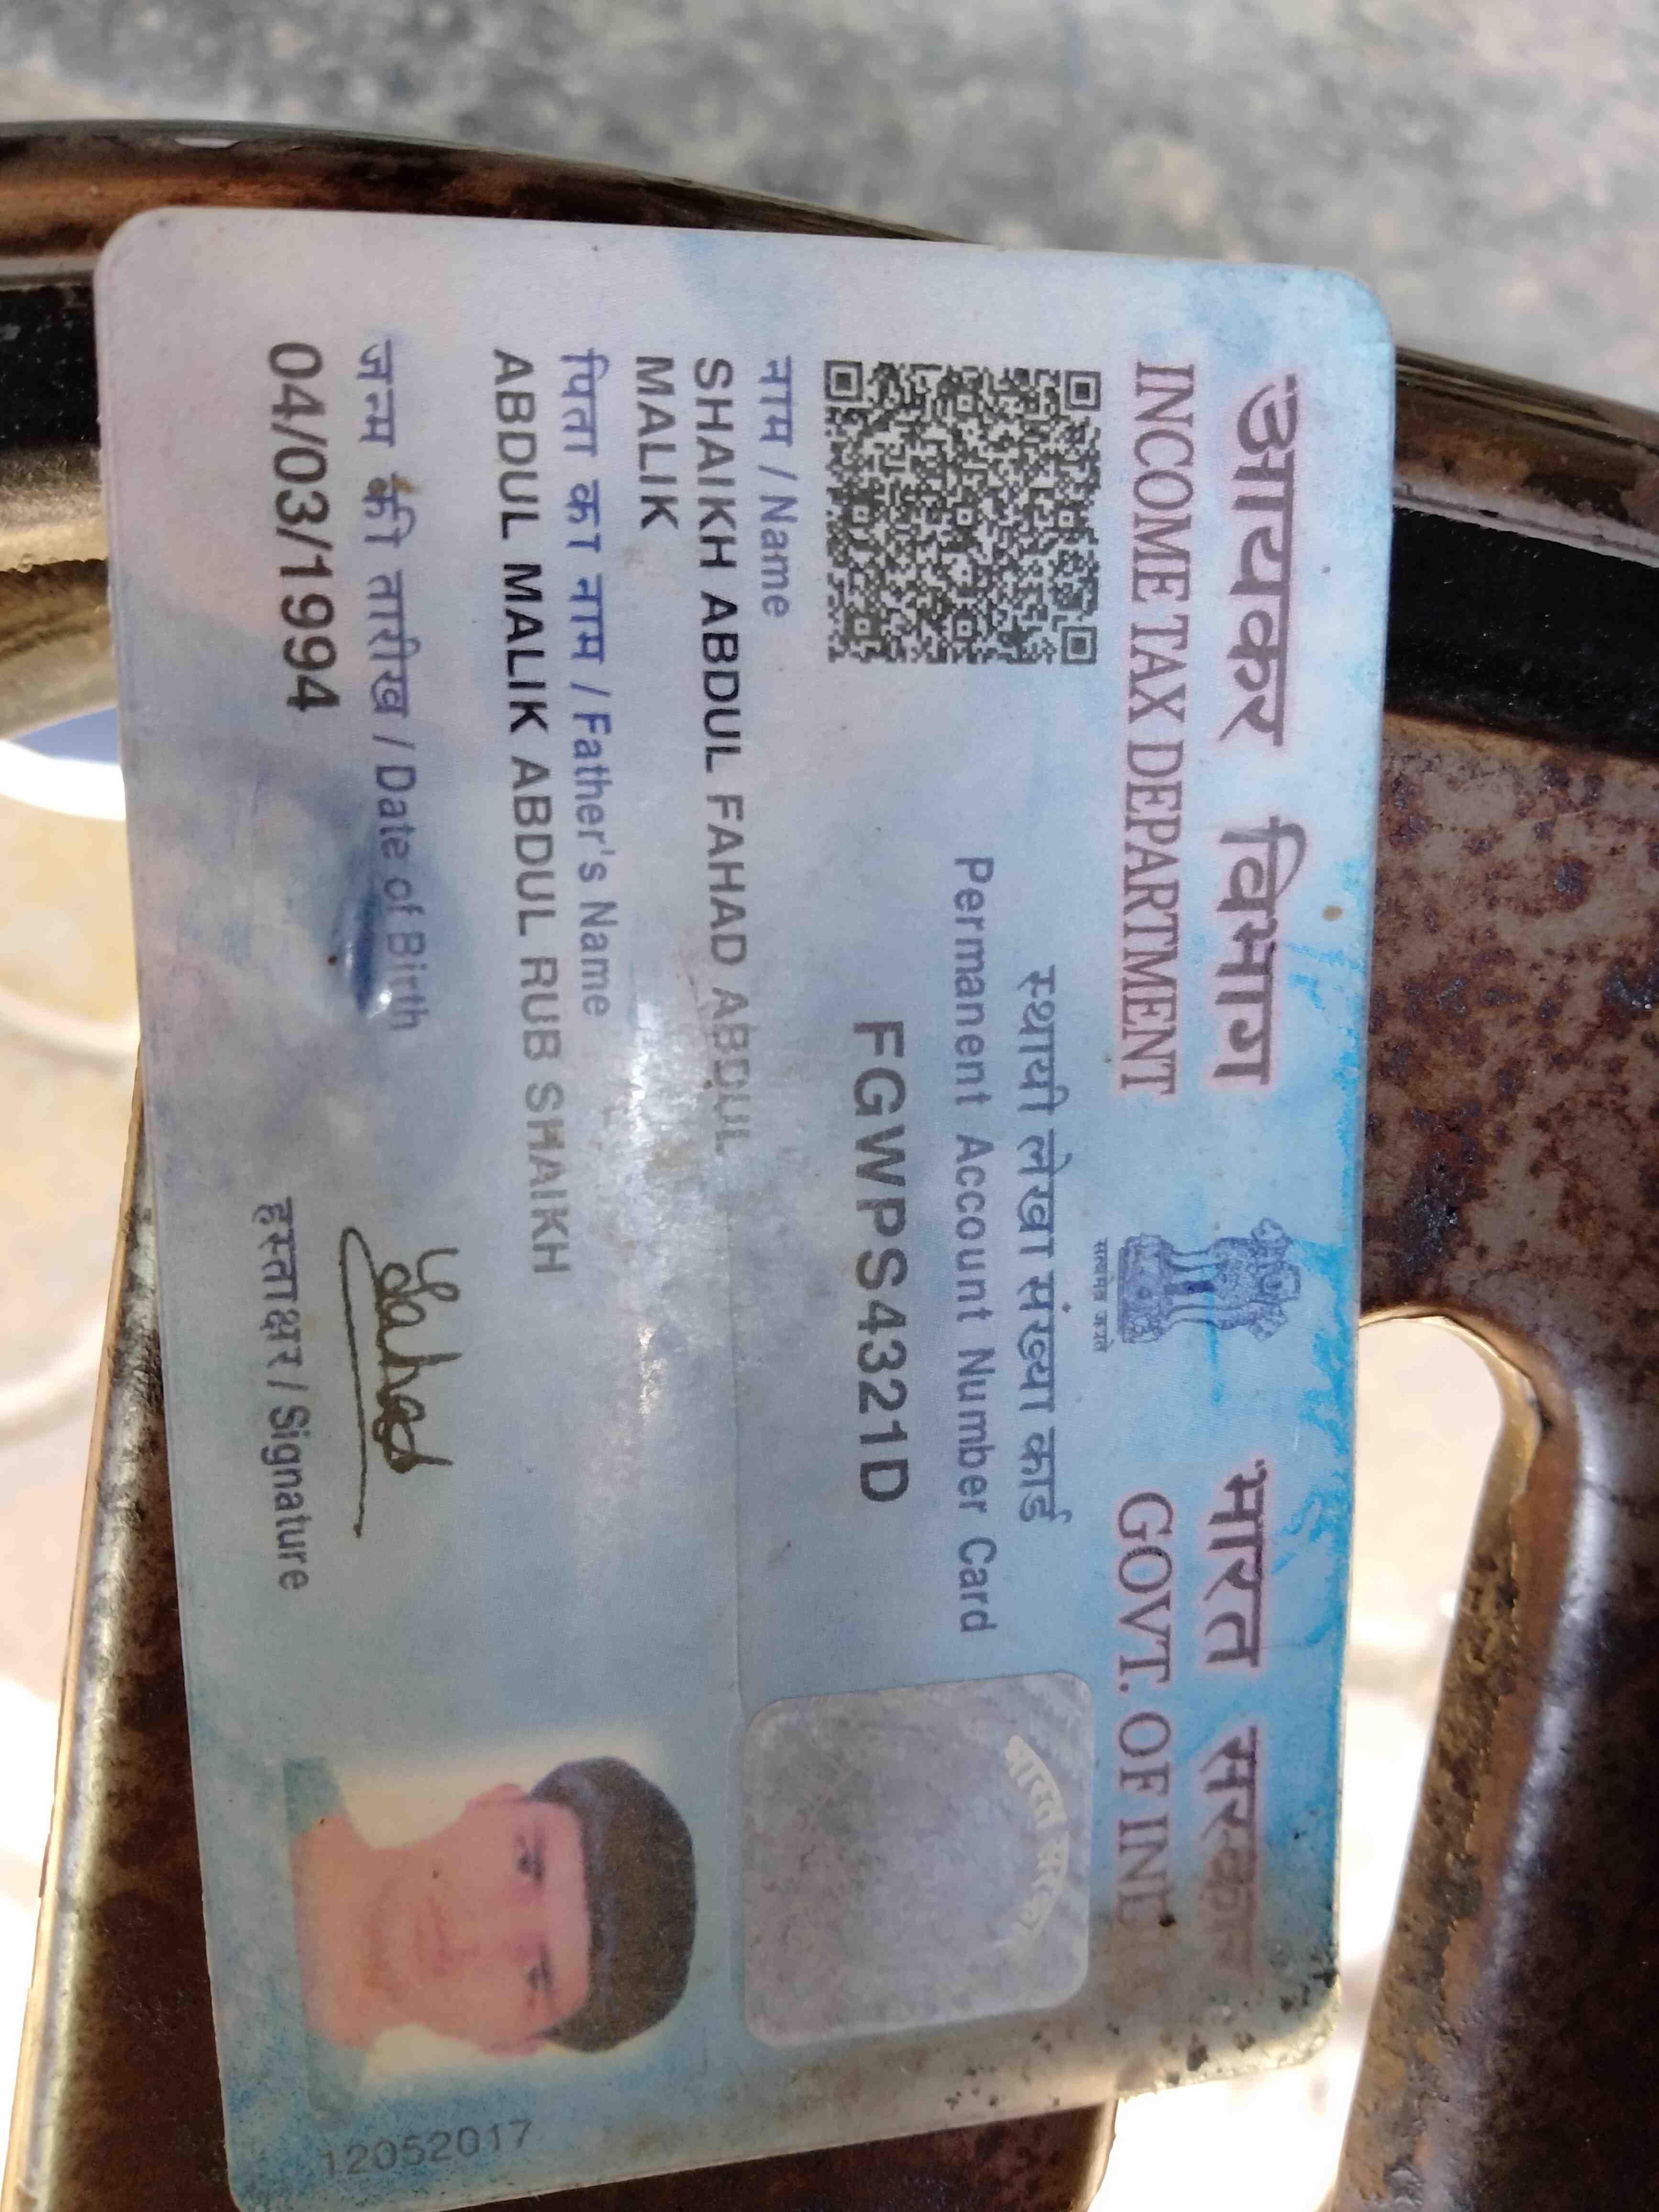 आयकर विभाग
INCOME TAX DEPARTMENT
सत्यमेव जयते
भारत सरकार
GOVT. OF INDIA
स्थायी लेखा संख्या कार्ड
Permanent Account Number Card
FGWPS4321D
भारत सरकार
नाम / Name
SHAIKH ABDUL FAHAD ABDUL
MALIK
पिता का नाम / Father's Name
ABDUL MALIK ABDUL RUB SHAIKH
जन्म की तारीख / Date of Birth
04/03/1994
Fahad
हस्ताक्षर / Signature
12052017